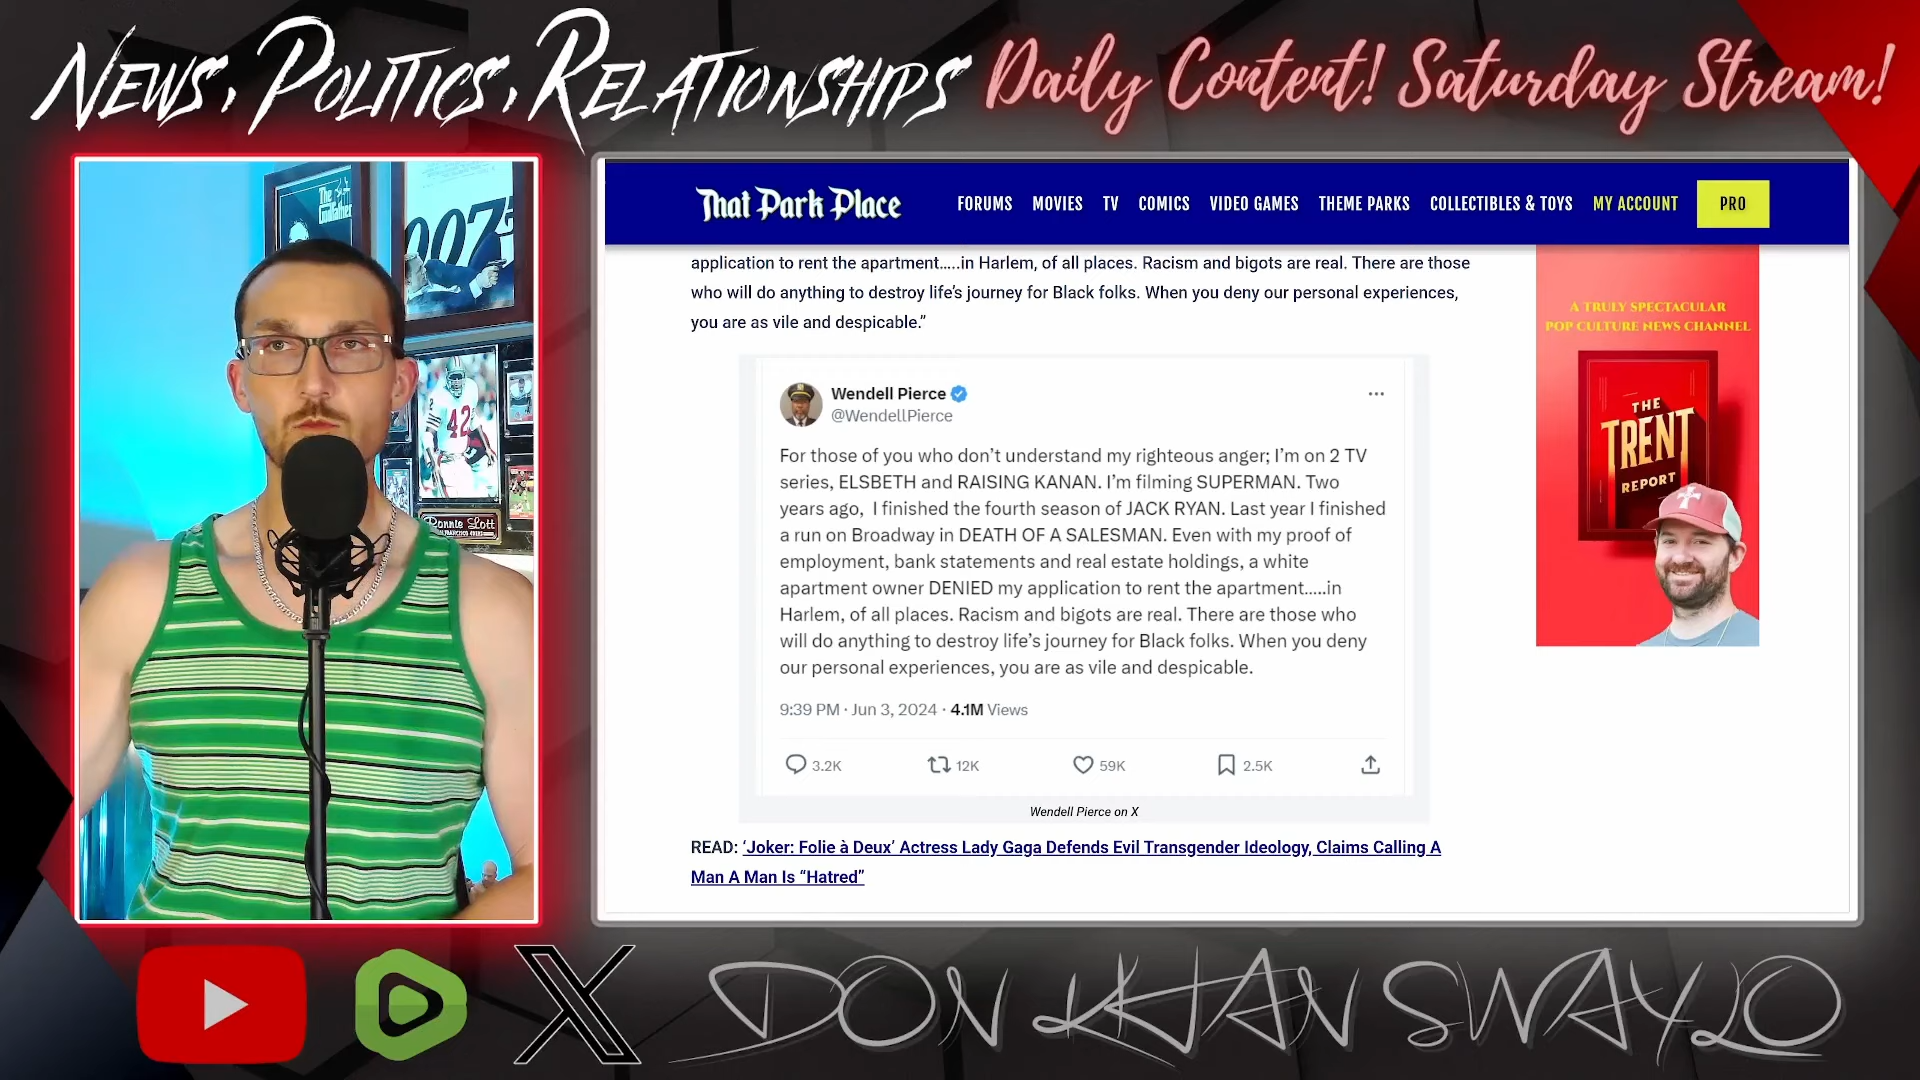 News, Politics, Relationships Daily Content! Saturday Stream!
The Godfather
007
42
Ronnie Lott
That Park Place
FORUMS MOVIES TV COMICS VIDEO GAMES THEME PARKS COLLECTIBLES & TOYS MY ACCOUNT PRO
application to rent the apartment…..in Harlem, of all places. Racism and bigots are real. There are those
who will do anything to destroy life’s journey for Black folks. When you deny our personal experiences,
you are as vile and despicable.”
A TRULY SPECTACULAR
POP CULTURE NEWS CHANNEL
THE
TRENT
REPORT
Wendell Pierce
@WendellPierce
For those of you who don’t understand my righteous anger; I’m on 2 TV
series, ELSBETH and RAISING KANAN. I’m filming SUPERMAN. Two
years ago, I finished the fourth season of JACK RYAN. Last year I finished
a run on Broadway in DEATH OF A SALESMAN. Even with my proof of
employment, bank statements and real estate holdings, a white
apartment owner DENIED my application to rent the apartment…..in
Harlem, of all places. Racism and bigots are real. There are those who
will do anything to destroy life’s journey for Black folks. When you deny
our personal experiences, you are as vile and despicable.
9:39 PM · Jun 3, 2024 · 4.1M Views
3.2K 12K 59K 2.5K
Wendell Pierce on X
READ: ‘Joker: Folie à Deux’ Actress Lady Gaga Defends Evil Transgender Ideology, Claims Calling A
Man A Man Is “Hatred”
X DON KHAN SWAYLO